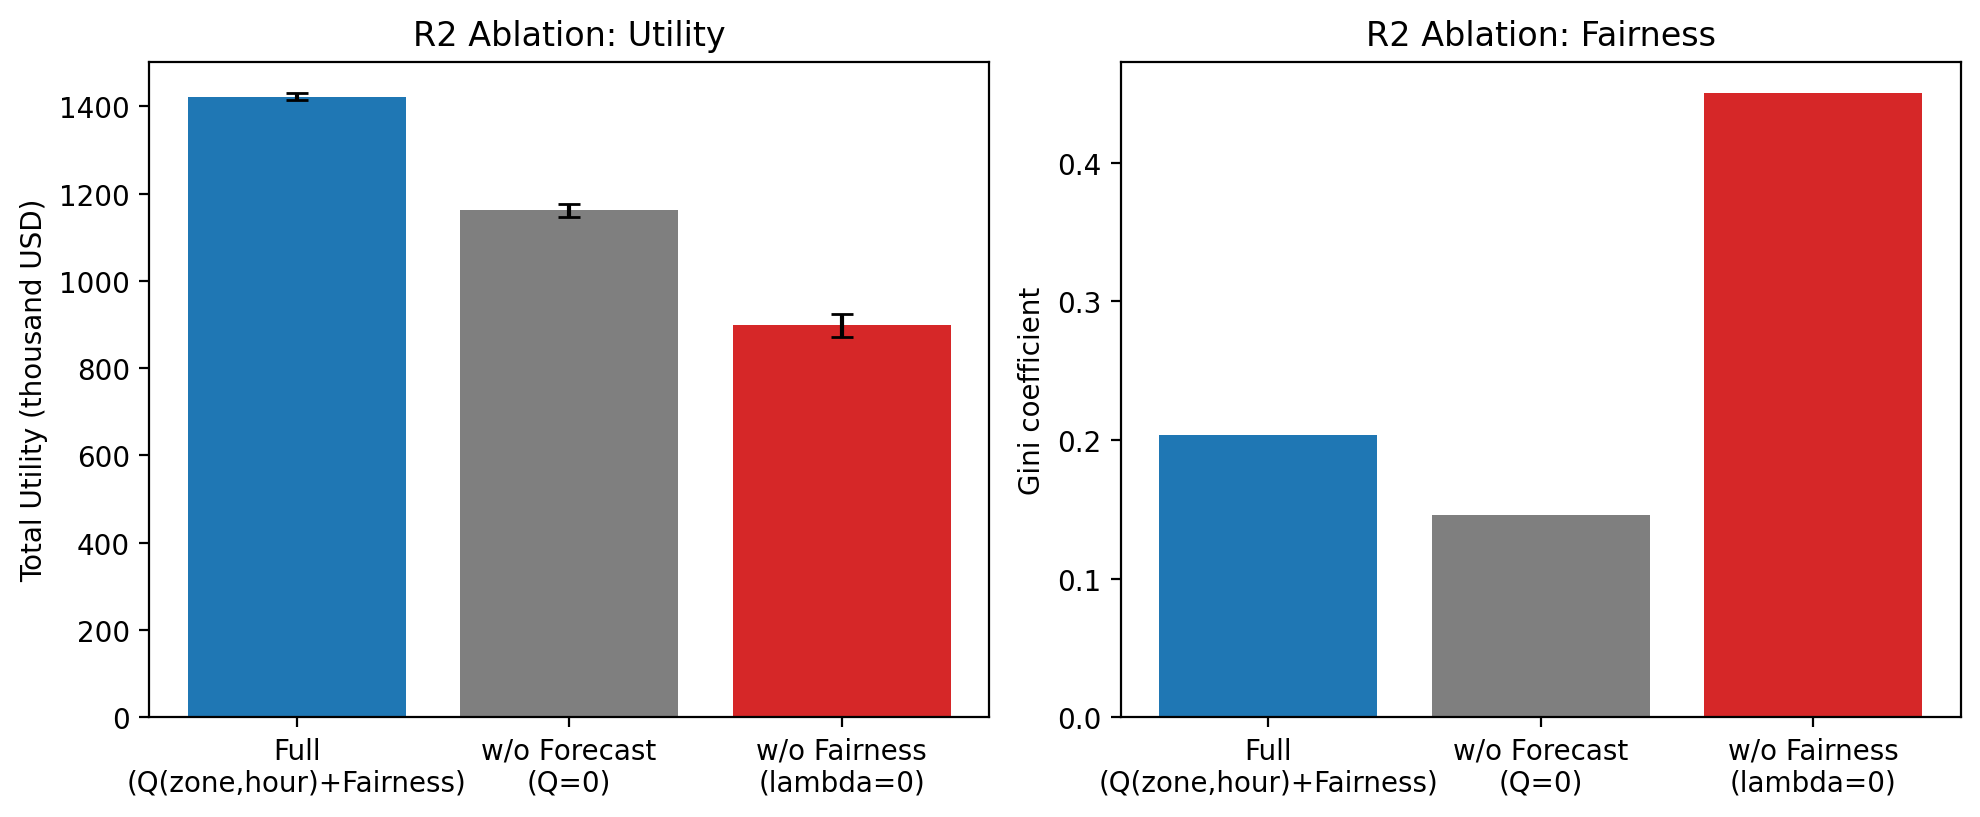 R2 Ablation: Utility
Total Utility (thousand USD)
1400
1200
1000
800
600
400
200
0
Full
(Q(zone,hour)+Fairness)
w/o Forecast
(Q=0)
w/o Fairness
(lambda=0)
R2 Ablation: Fairness
Gini coefficient
0.4
0.3
0.2
0.1
0.0
Full
(Q(zone,hour)+Fairness)
w/o Forecast
(Q=0)
w/o Fairness
(lambda=0)